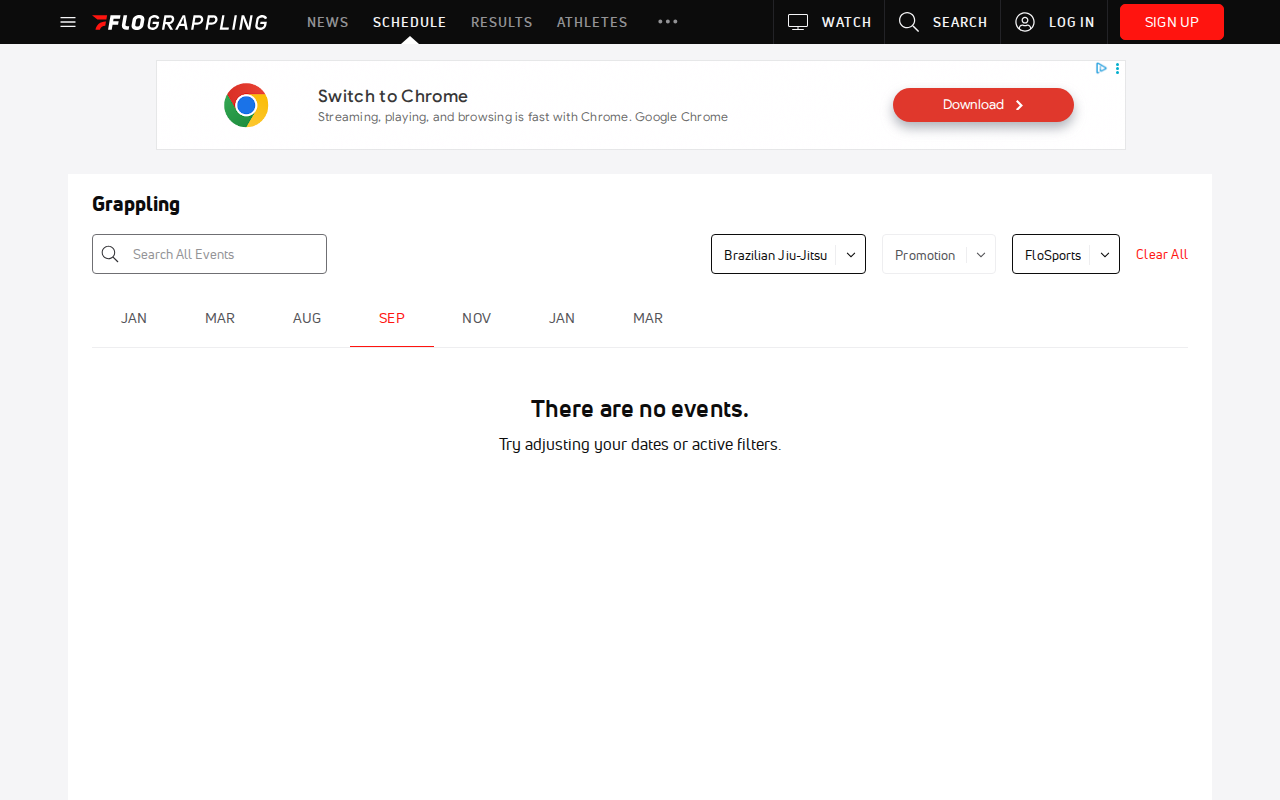 FLOGRAPPLING
NEWS
SCHEDULE
RESULTS
ATHLETES
WATCH
SEARCH
LOG IN
SIGN UP
Switch to Chrome
Streaming, playing, and browsing is fast with Chrome. Google Chrome
Download
Grappling
Search All Events
Brazilian Jiu-Jitsu
Promotion
FloSports
Clear All
JAN
MAR
AUG
SEP
NOV
JAN
MAR
There are no events.
Try adjusting your dates or active filters.